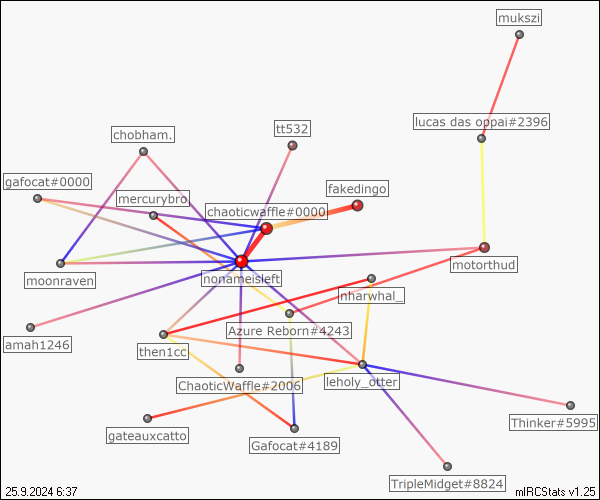 mukszi
lucas das oppai#2396
tt532
chobham.
gafocat#0000
fakedingo
mercurybro
chaoticwaffle#0000
motorthud
nonameisleft
moonraven
nharwhal_
Azure Reborn#4243
amah1246
then1cc
ChaoticWaffle#2006
leholy_otter
Thinker#5995
gateauxcatto
Gafocat#4189
TripleMidget#8824
25.9.2024 6:37
mIRCStats v1.25